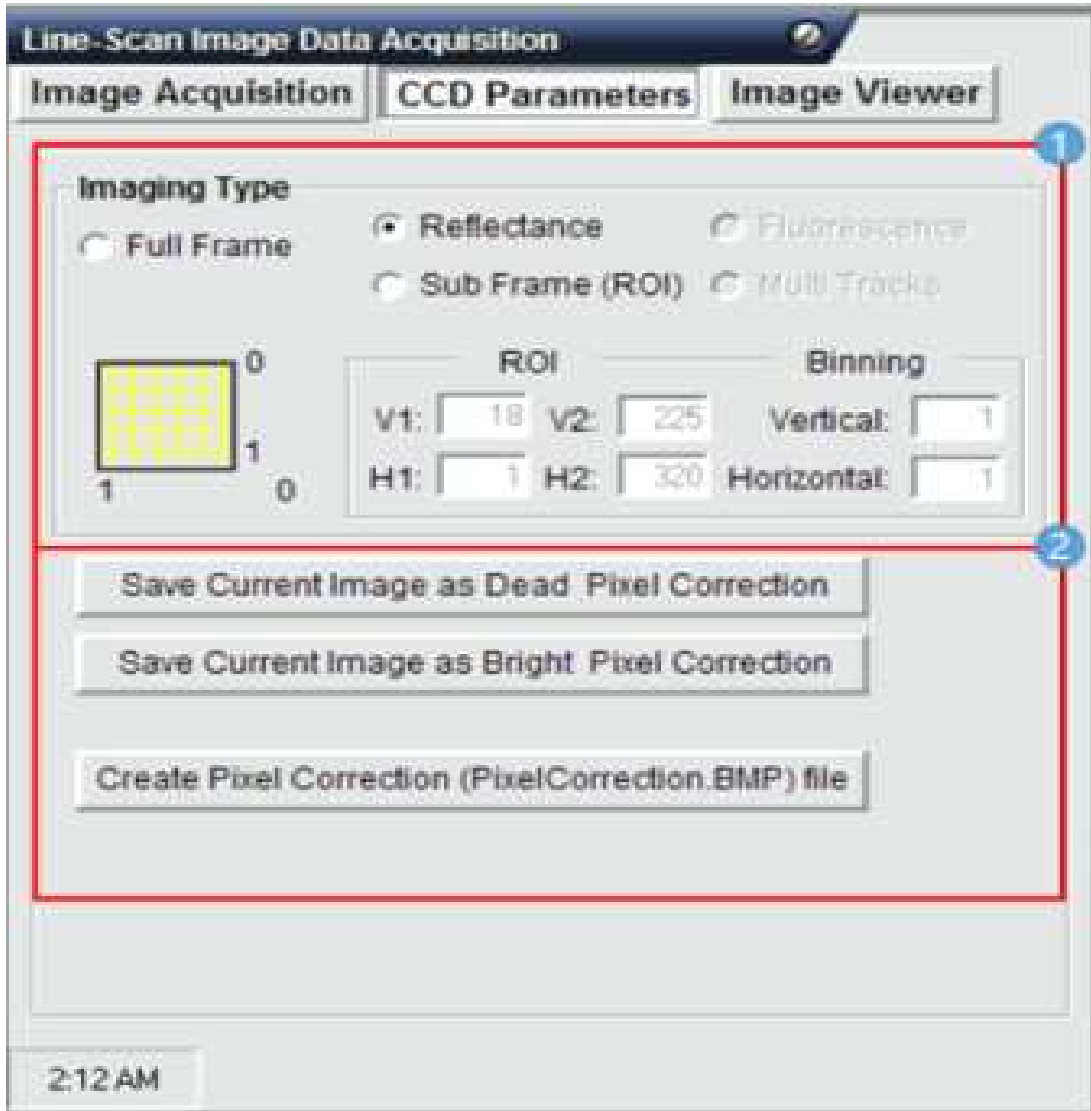 Line-Scan Image Data Acquisition
Image Acquisition CCD Parameters Image Viewer
1
Imaging Type
Full Frame
Reflectance Fluorescence
Sub Frame (ROI) Multi Tracks
0
1
1 0
ROI Binning
V1: 18 V2: 225 Vertical: 1
H1: 1 H2: 320 Horizontal: 1
2
Save Current Image as Dead Pixel Correction
Save Current Image as Bright Pixel Correction
Create Pixel Correction (PixelCorrection.BMP) file
2:12 AM